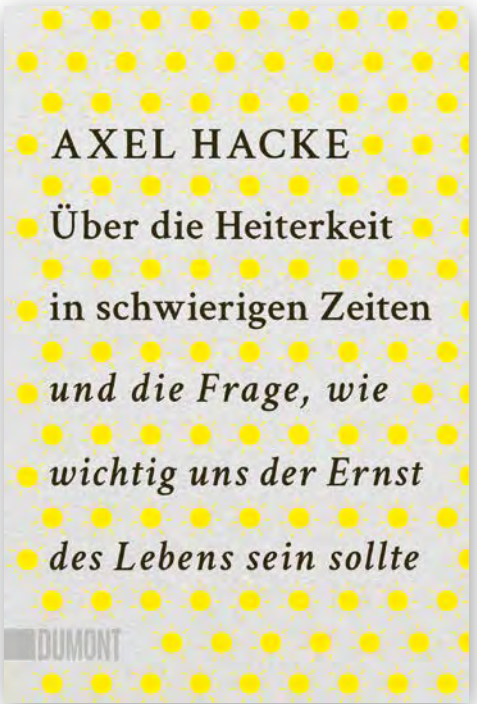 AXEL HACKE
Über die Heiterkeit
in schwierigen Zeiten
und die Frage, wie
wichtig uns der Ernst
des Lebens sein sollte
DUMONT